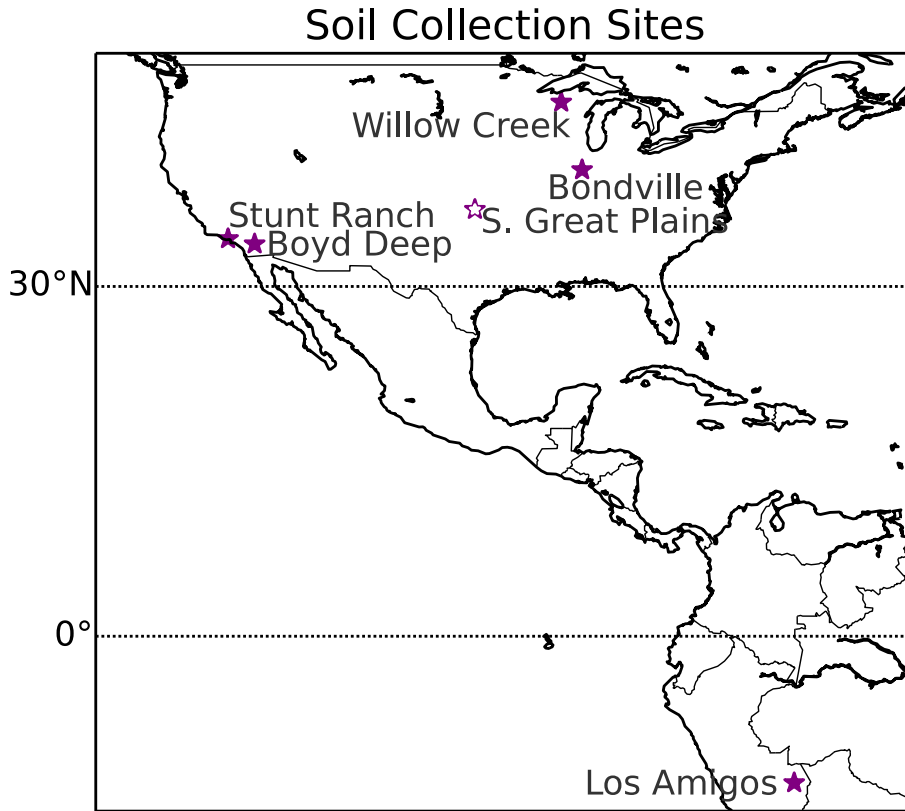 Soil Collection Sites
Willow Creek
Bondville
Stunt Ranch
S. Great Plains
Boyd Deep
30°N
0°
Los Amigos